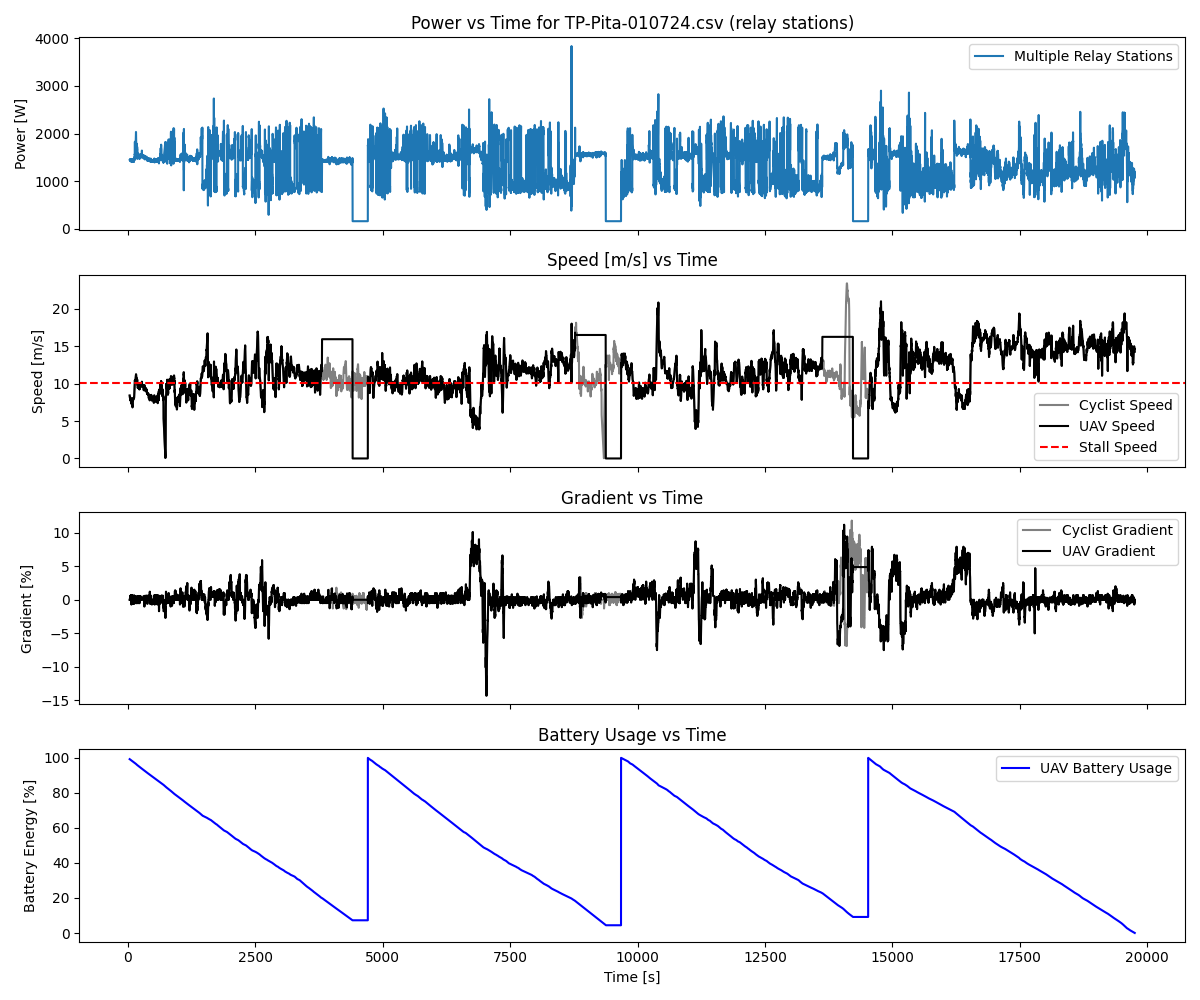 Power vs Time for TP-Pita-010724.csv (relay stations)
Power [W]
4000
3000
2000
1000
0
Multiple Relay Stations
Speed [m/s] vs Time
Speed [m/s]
20
15
10
5
0
Cyclist Speed
UAV Speed
Stall Speed
Gradient vs Time
Gradient [%]
10
5
0
−5
−10
−15
Cyclist Gradient
UAV Gradient
Battery Usage vs Time
Battery Energy [%]
100
80
60
40
20
0
UAV Battery Usage
0 2500 5000 7500 10000 12500 15000 17500 20000
Time [s]